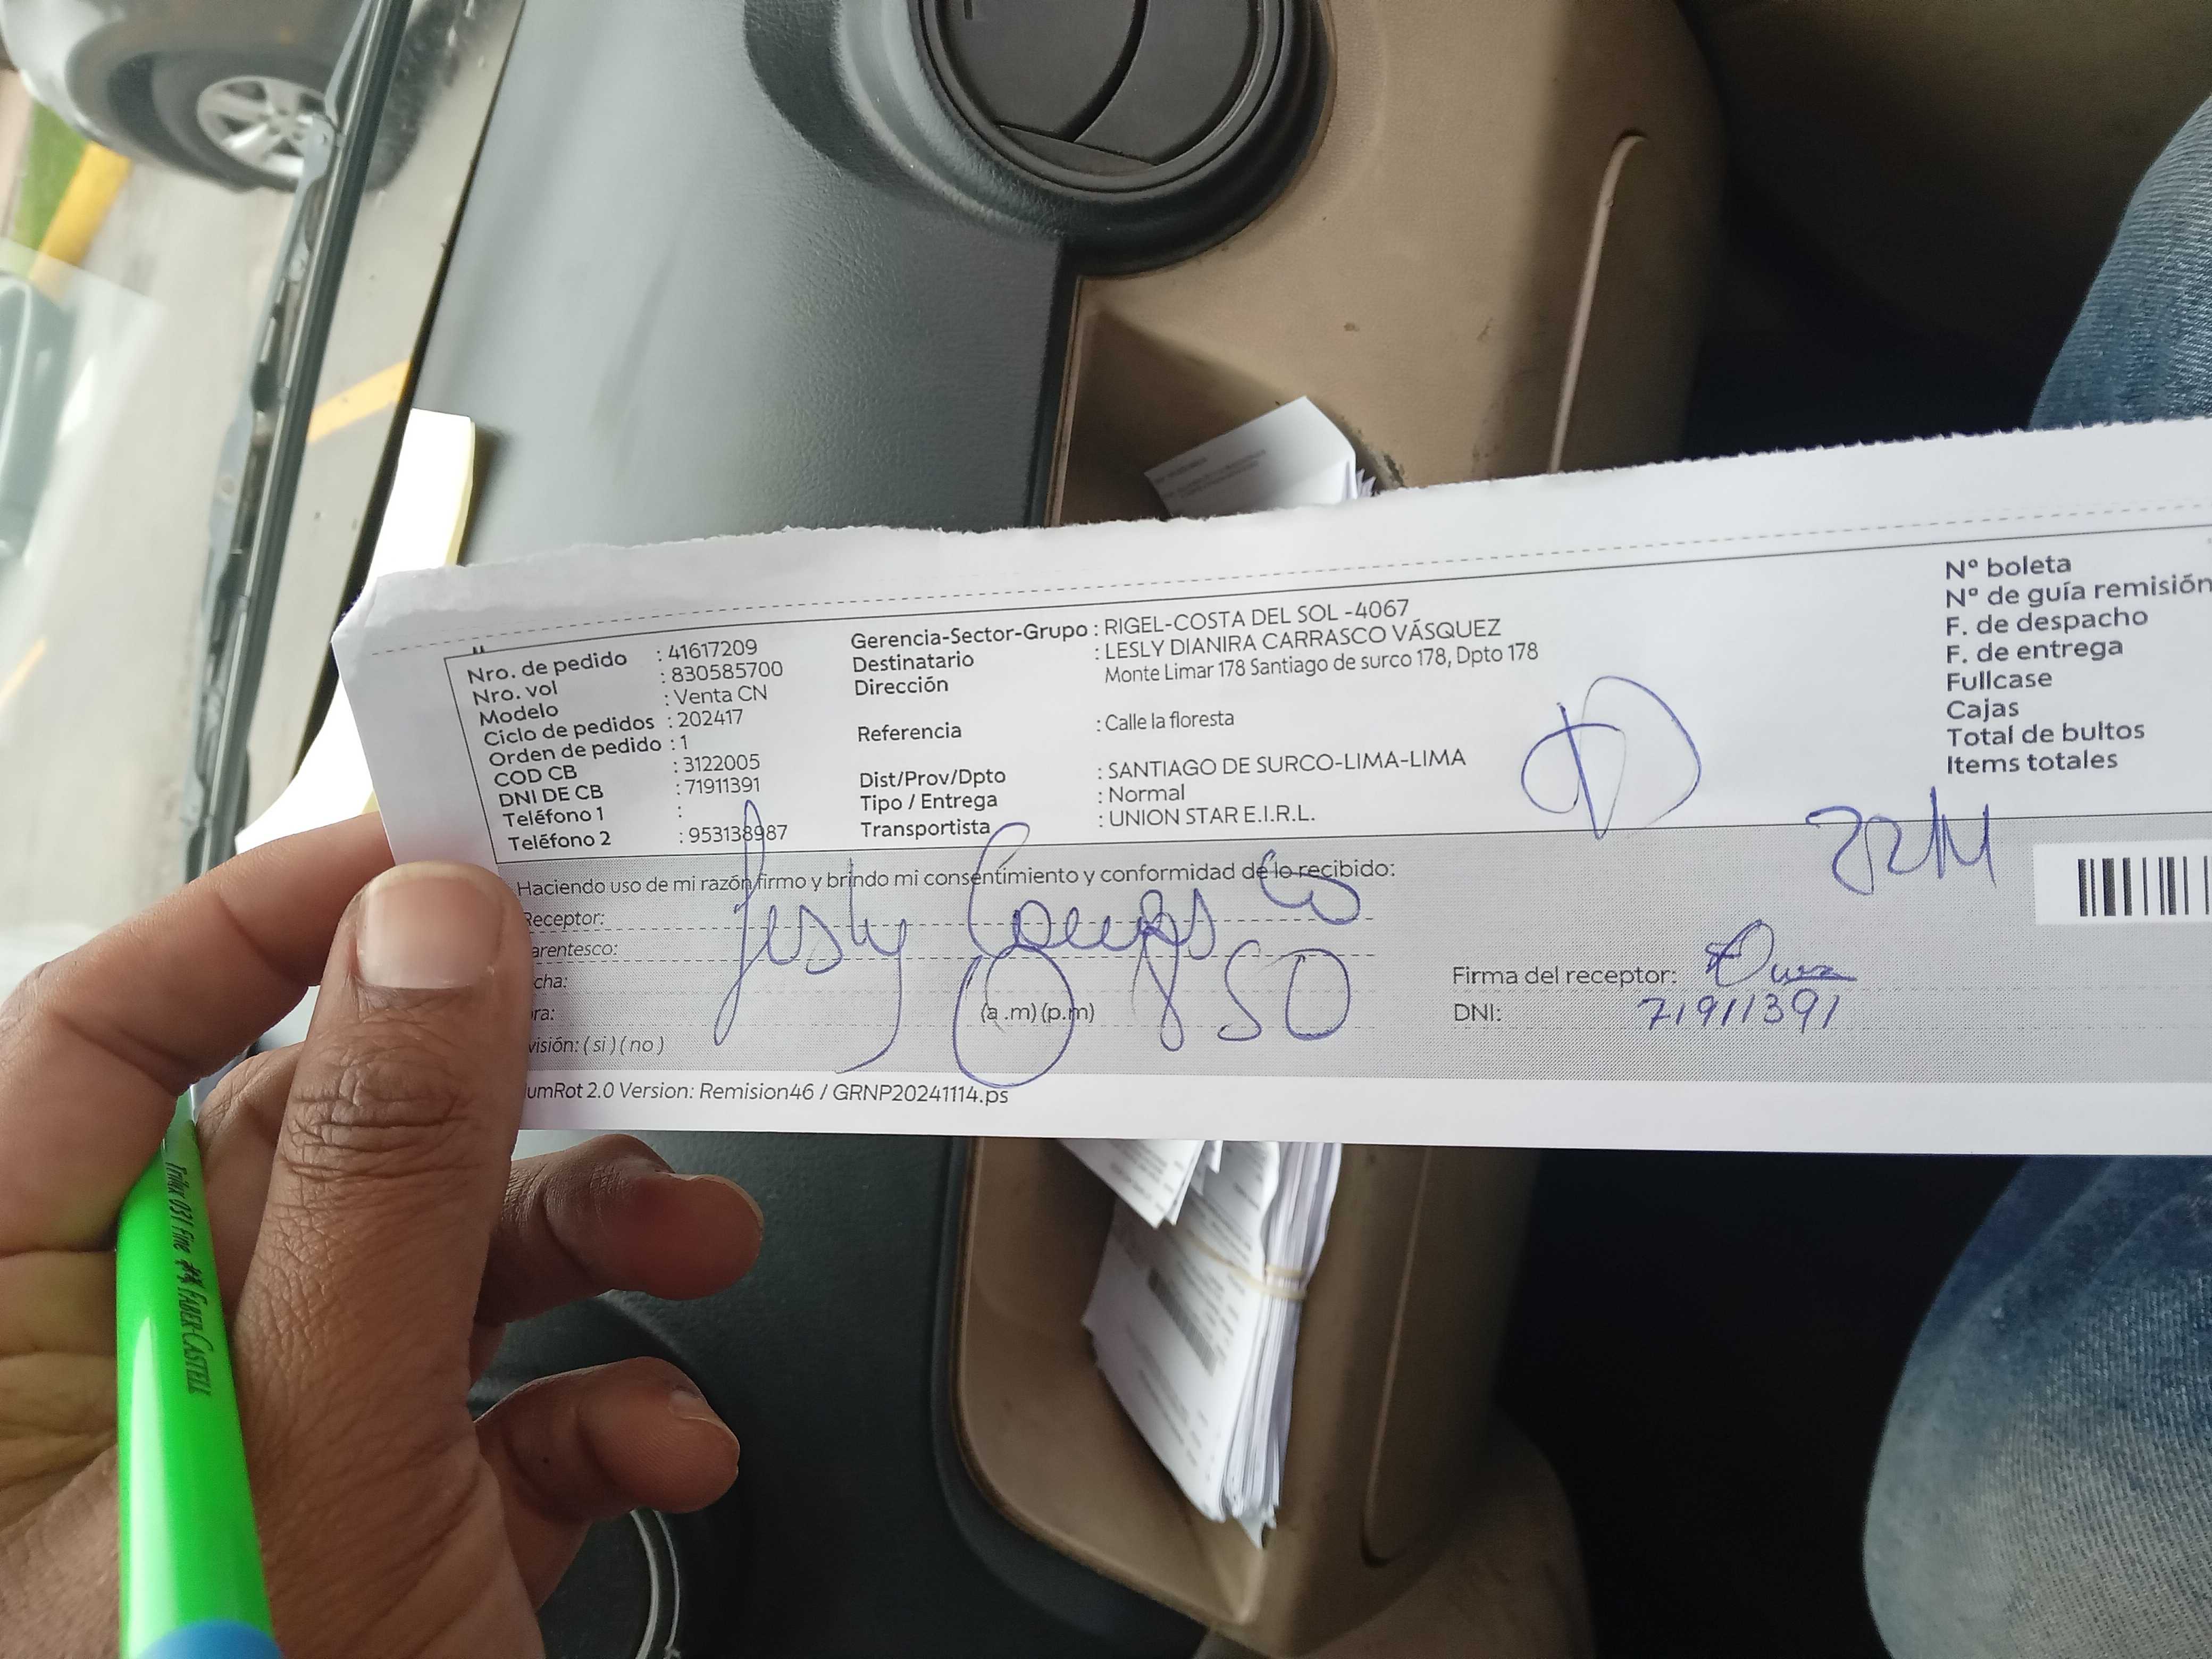 Nro. de pedido : 41617209
Nro. vol : 830585700
Modelo : Venta CN
Ciclo de pedidos : 202417
Orden de pedido : 1
COD CB : 3122005
DNI DE CB : 71911391
Teléfono 1 :
Teléfono 2 : 953138987
Gerencia-Sector-Grupo : RIGEL-COSTA DEL SOL -4067
Destinatario : LESLY DIANIRA CARRASCO VÁSQUEZ
Dirección Monte Limar 178 Santiago de surco 178, Dpto 178
Referencia : Calle la floresta
Dist/Prov/Dpto : SANTIAGO DE SURCO-LIMA-LIMA
Tipo / Entrega : Normal
Transportista : UNION STAR E.I.R.L.
N° boleta
N° de guía remisión
F. de despacho
F. de entrega
Fullcase
Cajas
Total de bultos
Items totales
Haciendo uso de mi razón firmo y brindo mi consentimiento y conformidad de lo recibido:
Receptor: Lesly
arentesco:
cha:
ra: (a .m) (p.m)
visión: ( si ) ( no )
Firma del receptor:
DNI: 71911391
umRot 2.0 Version: Remision46 / GRNP20241114.ps
Trilux 031 Fine FABER-CASTELL